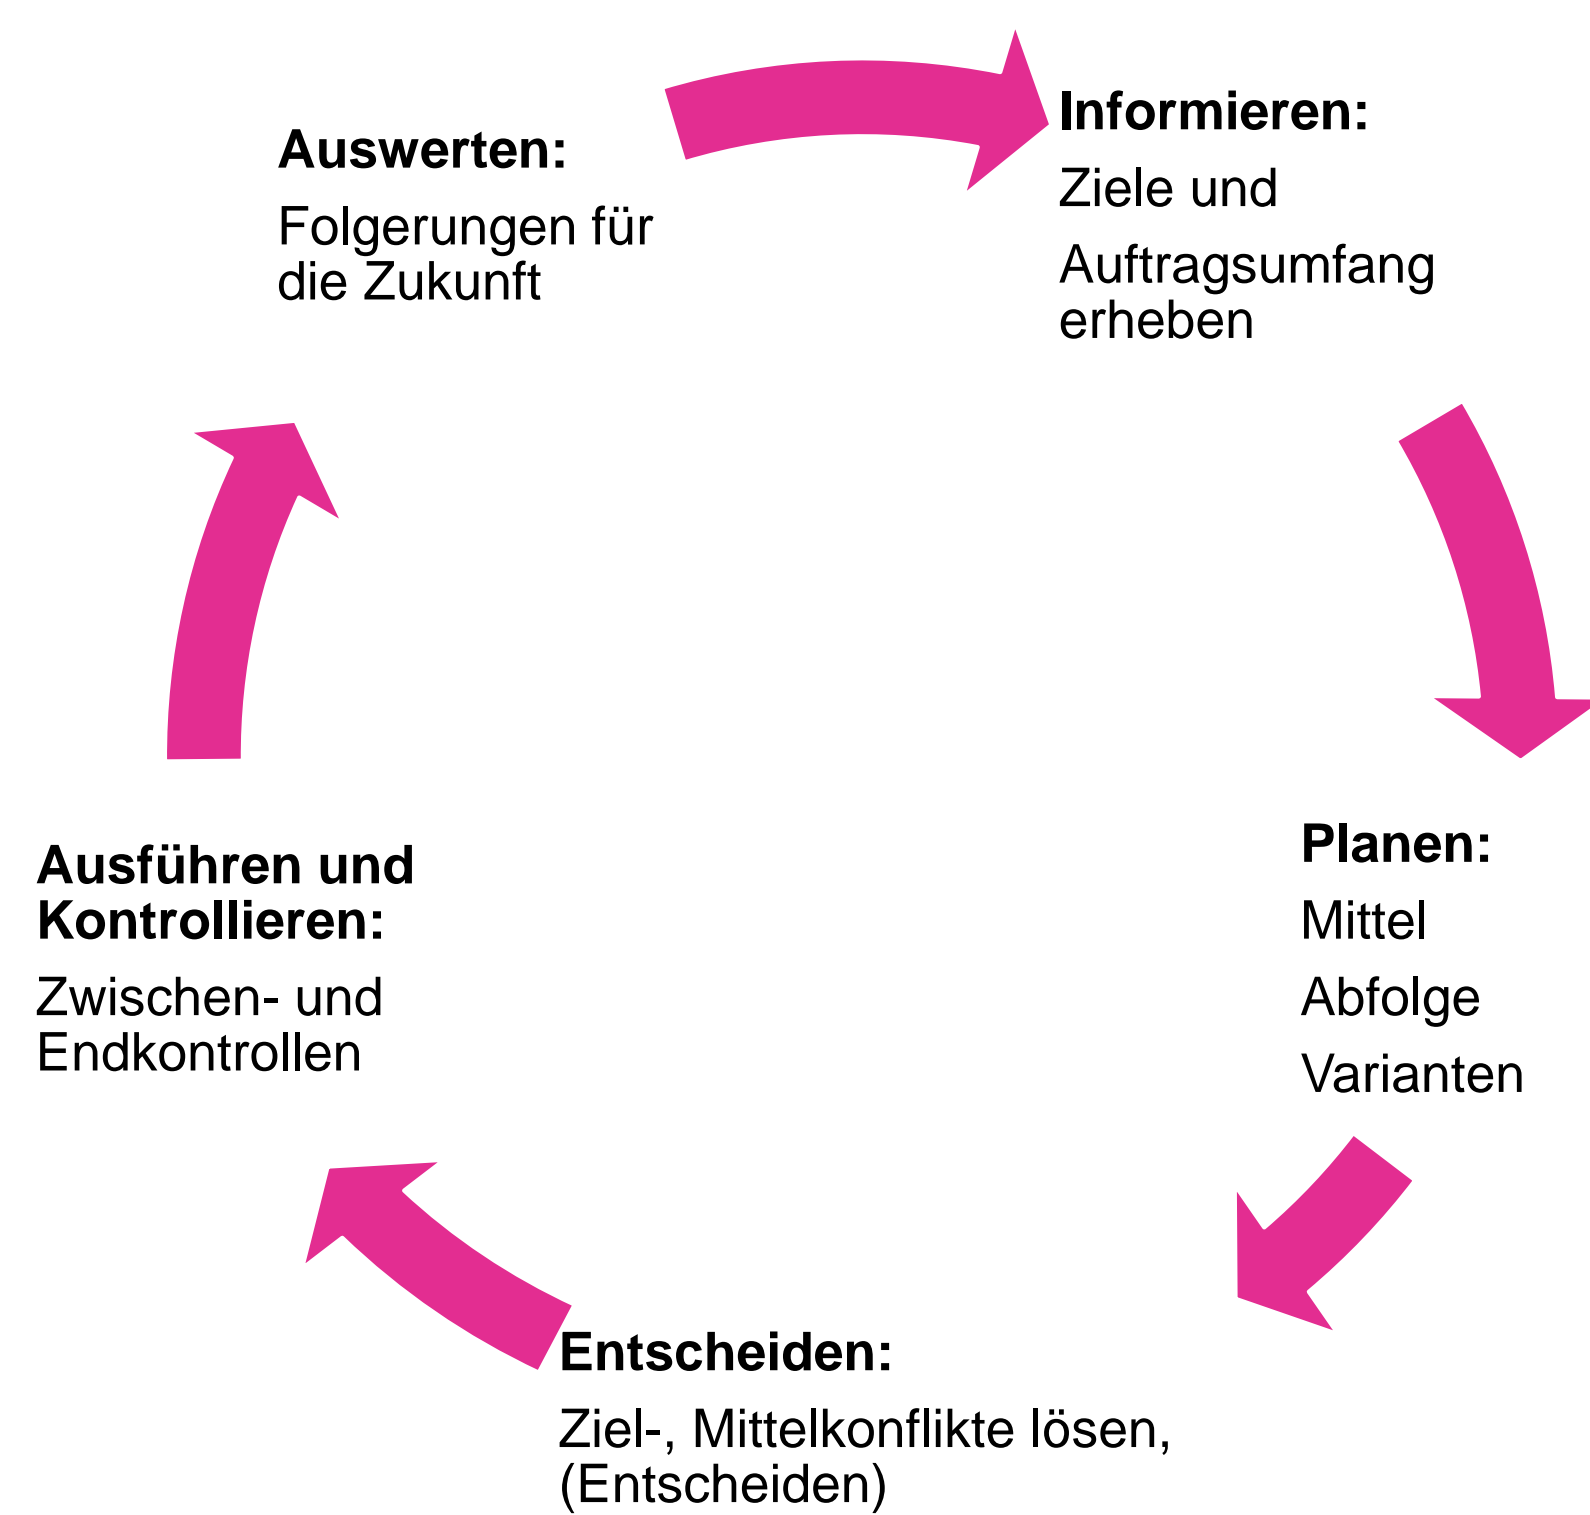 Auswerten:
Folgerungen für
die Zukunft
Informieren:
Ziele und
Auftragsumfang
erheben
Planen:
Mittel
Abfolge
Varianten
Entscheiden:
Ziel-, Mittelkonflikte lösen,
(Entscheiden)
Ausführen und
Kontrollieren:
Zwischen- und
Endkontrollen